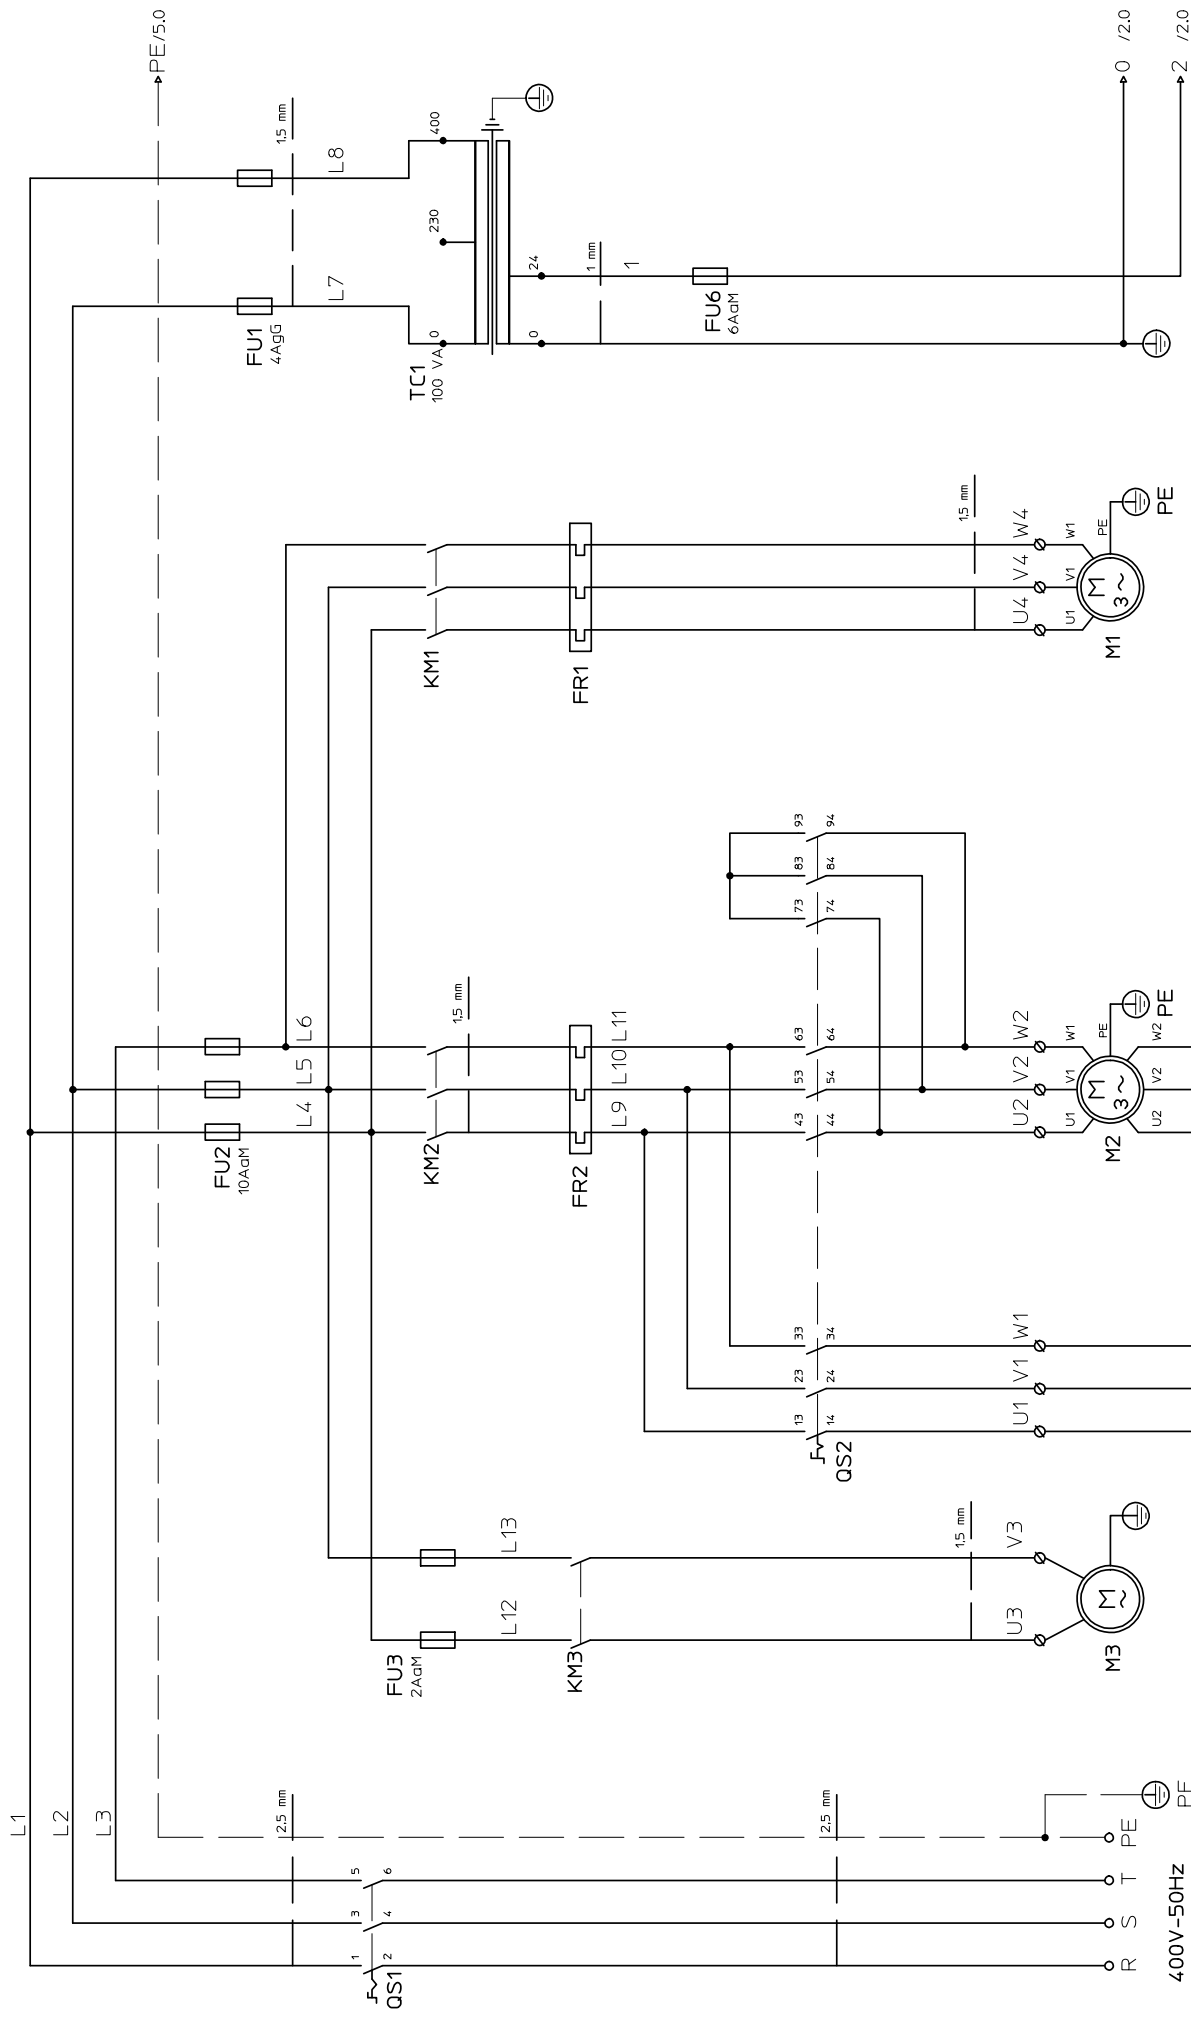 L1
L2
L3
PE/5.0
2,5 mm
1
3
5
2
4
6
QS1
2,5 mm
R
S
T
PE
PE
400V-50Hz
FU3
2AaM
L12
L13
KM3
1,5 mm
U3
V3
M
~
M3
FU2
10AaM
L4
L5
L6
KM2
1,5 mm
FR2
L9
L10
L11
13
23
33
43
53
63
73
83
93
14
24
34
44
54
64
74
84
94
QS2
U1
V1
W1
U2
V2
W2
U1
V1
W1
PE
M
3~
M2
U2
V2
W2
PE
KM1
FR1
1,5 mm
U4
V4
W4
U1
V1
W1
PE
M
3~
M1
PE
FU1
4AgG
1,5 mm
L7
L8
0
230
400
TC1
100 VA
0
24
1 mm
1
FU6
6AaM
0 /2.0
2 /2.0